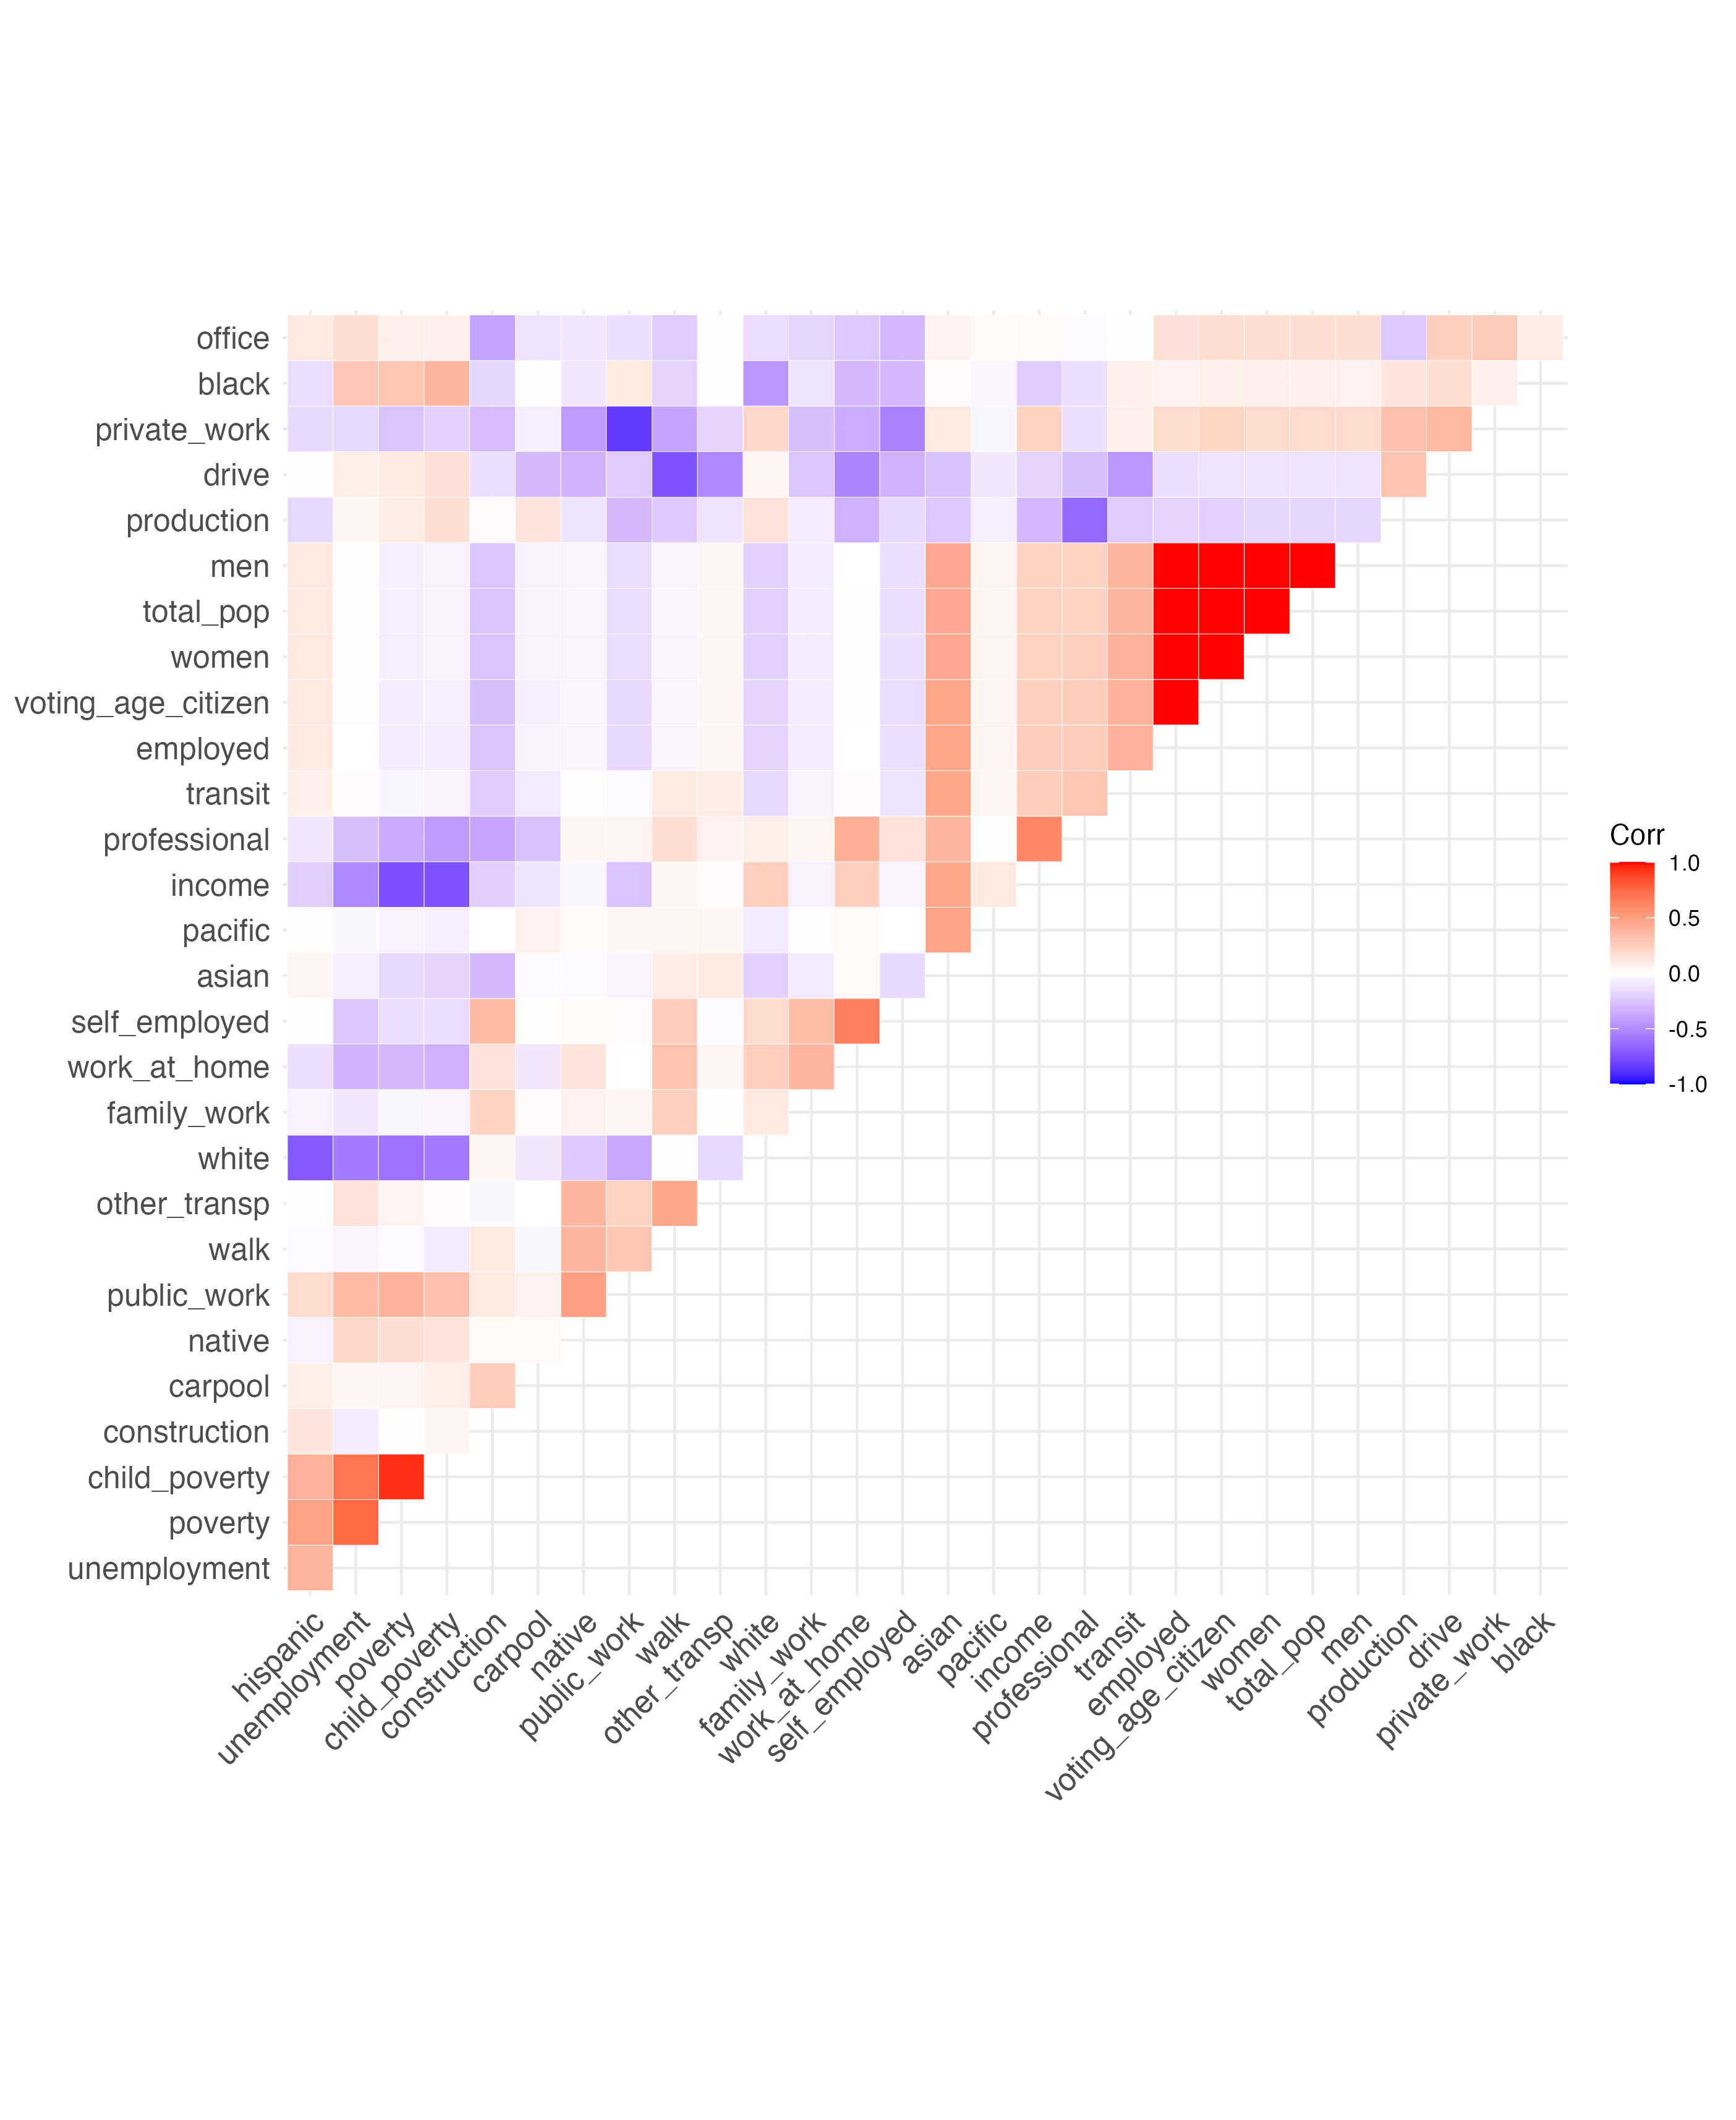 office
black
private_work
drive
production
men
total_pop
women
voting_age_citizen
employed
transit
professional
income
pacific
asian
self_employed
work_at_home
family_work
white
other_transp
walk
public_work
native
carpool
construction
child_poverty
poverty
unemployment
hispanic
unemployment
poverty
child_poverty
construction
carpool
native
public_work
walk
other_transp
white
family_work
work_at_home
self_employed
asian
pacific
income
professional
transit
employed
voting_age_citizen
women
total_pop
men
production
drive
private_work
black
Corr
1.0
0.5
0.0
-0.5
-1.0